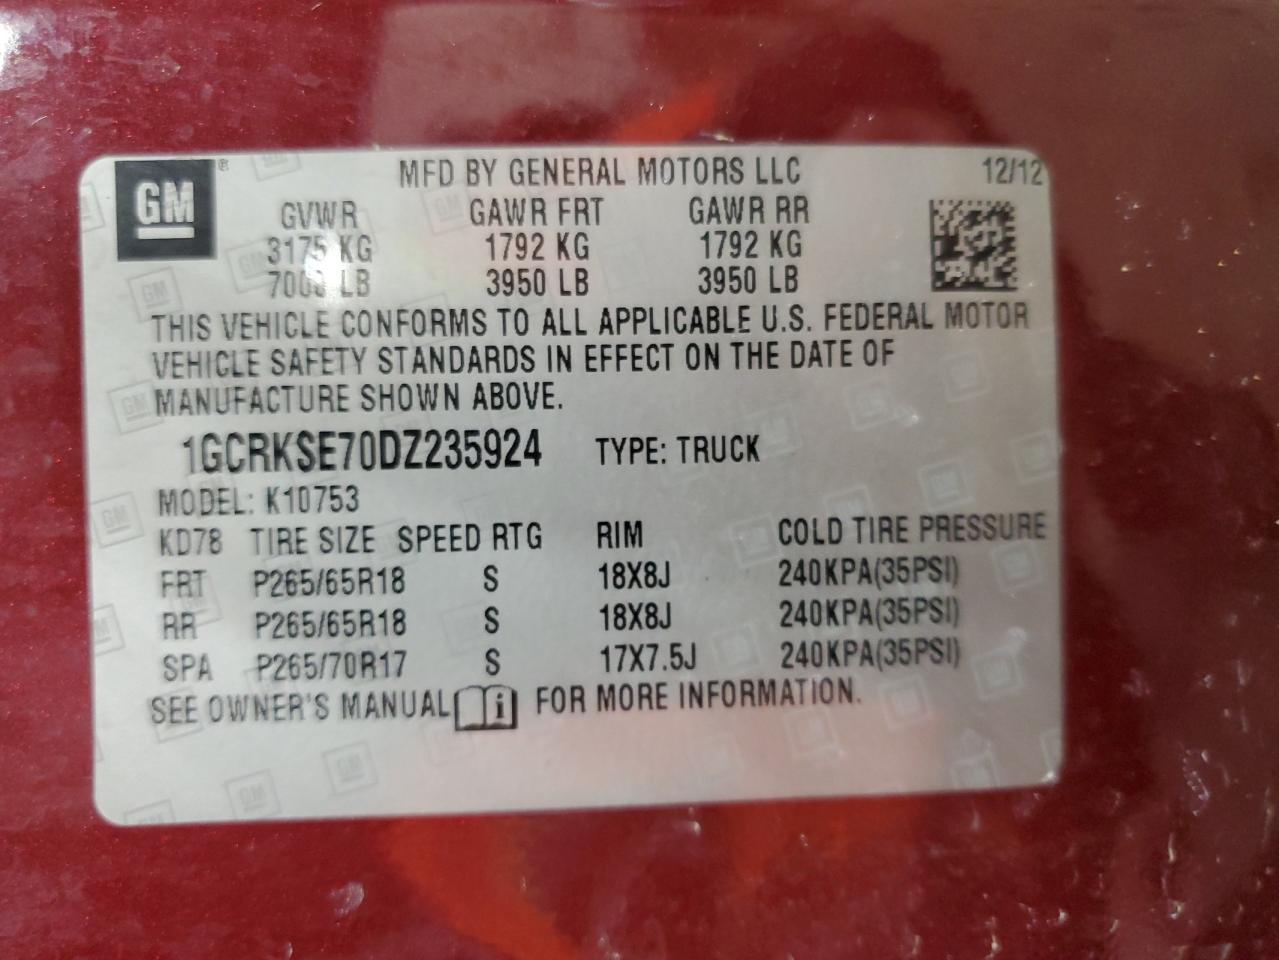 GM ®
MFD BY GENERAL MOTORS LLC 12/12
GVWR GAWR FRT GAWR RR
3175 KG 1792 KG 1792 KG
7000 LB 3950 LB 3950 LB
THIS VEHICLE CONFORMS TO ALL APPLICABLE U.S. FEDERAL MOTOR
VEHICLE SAFETY STANDARDS IN EFFECT ON THE DATE OF
MANUFACTURE SHOWN ABOVE.
1GCRKSE70DZ235924 TYPE: TRUCK
MODEL: K10753
KD78 TIRE SIZE SPEED RTG RIM COLD TIRE PRESSURE
FRT P265/65R18 S 18X8J 240KPA(35PSI)
RR P265/65R18 S 18X8J 240KPA(35PSI)
SPA P265/70R17 S 17X7.5J 240KPA(35PSI)
SEE OWNER'S MANUAL i FOR MORE INFORMATION.